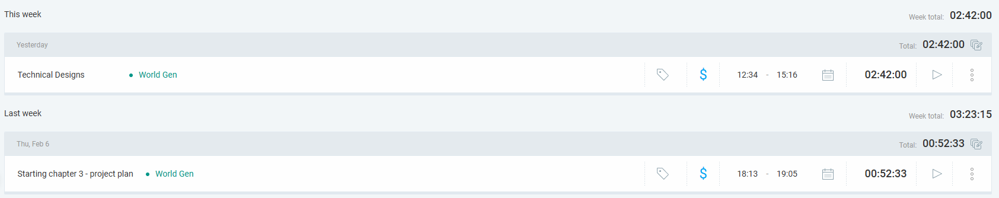 This week Week total: 02:42:00
Yesterday Total: 02:42:00
Technical Designs World Gen $ 12:34 - 15:16 02:42:00
Last week Week total: 03:23:15
Thu, Feb 6 Total: 00:52:33
Starting chapter 3 - project plan World Gen $ 18:13 - 19:05 00:52:33